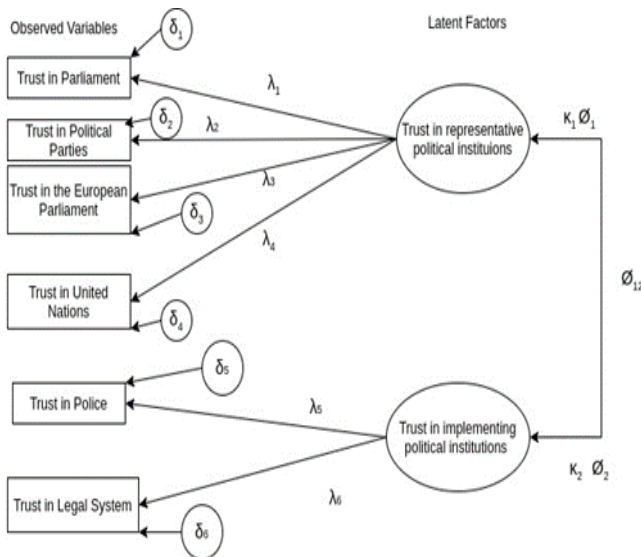 Observed Variables
Latent Factors
δ1
Trust in Parliament
λ1
δ2
Trust in Political
Parties
λ2
Trust in representative
political instituions
κ1 Ø1
Trust in the European
Parliament
λ3
δ3
λ4
Trust in United
Nations
Ø12
δ4
δ5
Trust in Police
λ5
Trust in implementing
political institutions
κ2 Ø2
Trust in Legal System
λ6
δ6